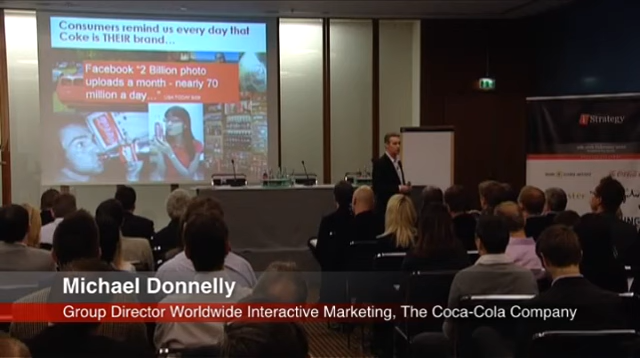 Consumers remind us every day that
Coke is THEIR brand...
Facebook "2 Billion photo
uploads a month - nearly 70
million a day..."
Strategy
Michael Donnelly
Group Director Worldwide Interactive Marketing, The Coca-Cola Company